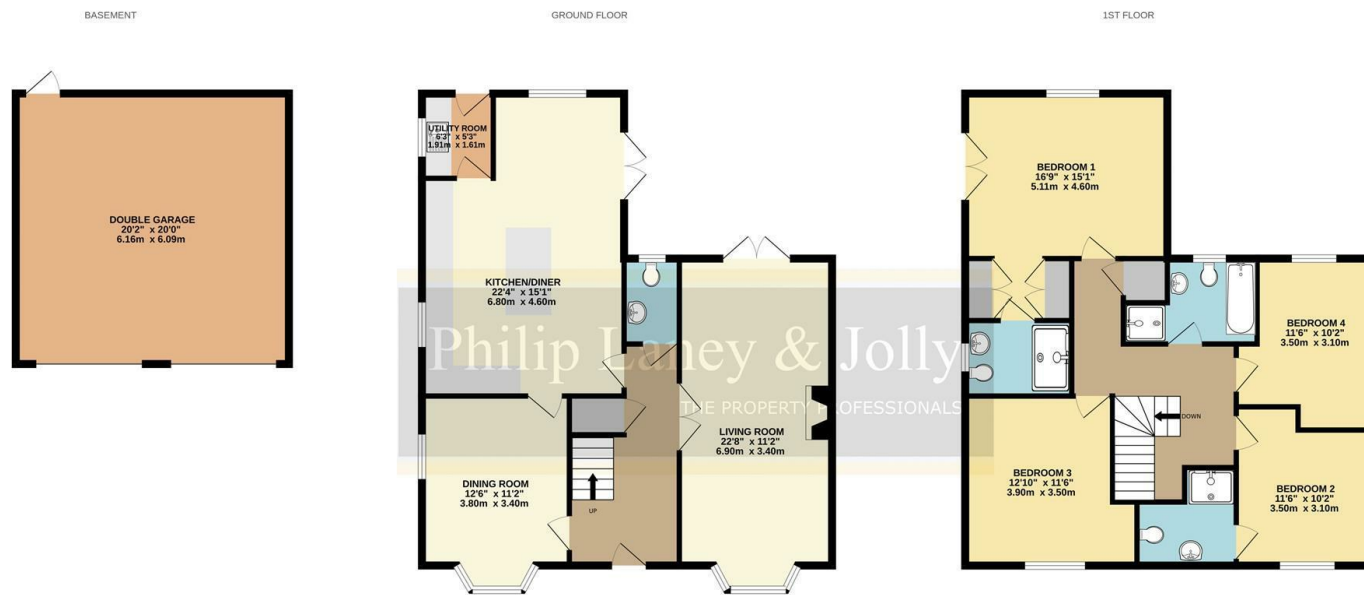 BASEMENT
GROUND FLOOR
1ST FLOOR
DOUBLE GARAGE
20'2" x 20'0"
6.16m x 6.09m
UTILITY ROOM
6'3" x 5'3"
1.91m x 1.61m
KITCHEN/DINER
22'4" x 15'1"
6.80m x 4.60m
DINING ROOM
12'6" x 11'2"
3.80m x 3.40m
UP
LIVING ROOM
22'8" x 11'2"
6.90m x 3.40m
BEDROOM 1
16'9" x 15'1"
5.11m x 4.60m
BEDROOM 4
11'6" x 10'2"
3.50m x 3.10m
DOWN
BEDROOM 3
12'10" x 11'6"
3.90m x 3.50m
BEDROOM 2
11'6" x 10'2"
3.50m x 3.10m
Philip Laney & Jolly
THE PROPERTY PROFESSIONALS